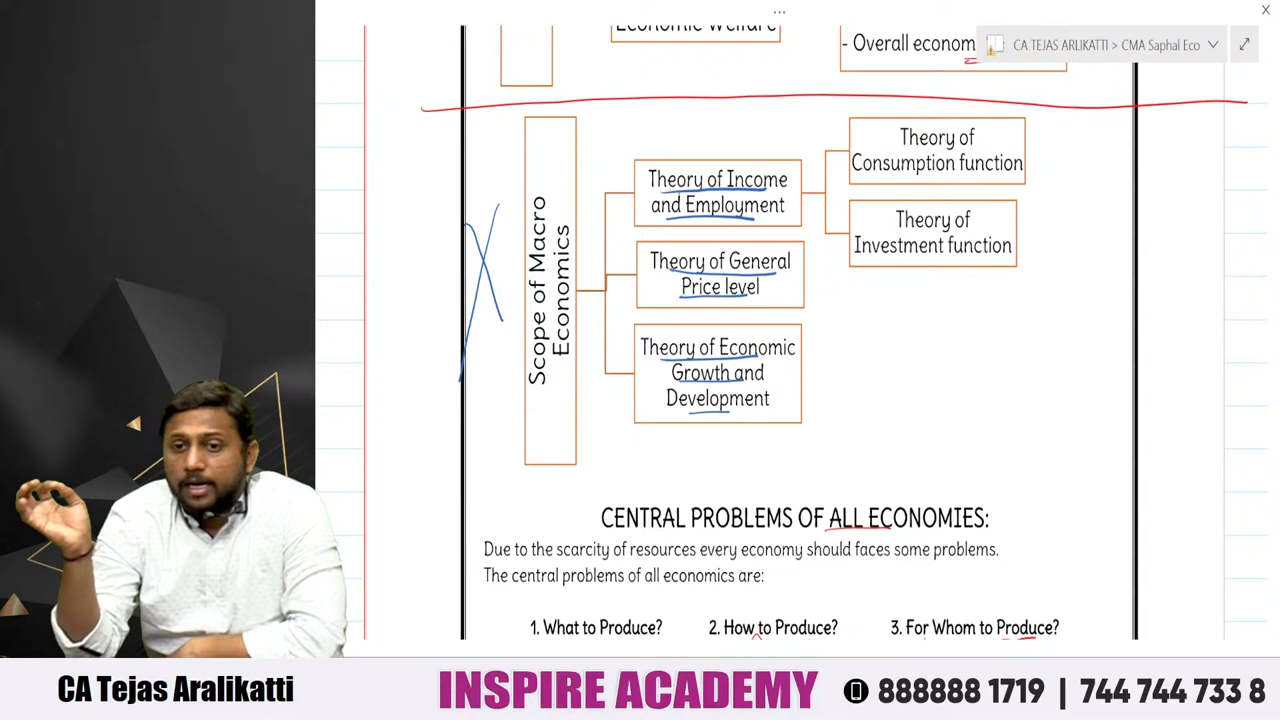 ...
X
Economic Welfare
- Overall econom
CA TEJAS ARLIKATTI > CMA Saphal Eco
Scope of Macro
Economics
Theory of Income
and Employment
Theory of General
Price level
Theory of Economic
Growth and
Development
Theory of
Consumption function
Theory of
Investment function
CENTRAL PROBLEMS OF ALL ECONOMIES:
Due to the scarcity of resources every economy should faces some problems.
The central problems of all economics are:
1. What to Produce?
2. How to Produce?
3. For Whom to Produce?
CA Tejas Aralikatti
INSPIRE ACADEMY
888888 1719 | 744 744 733 8